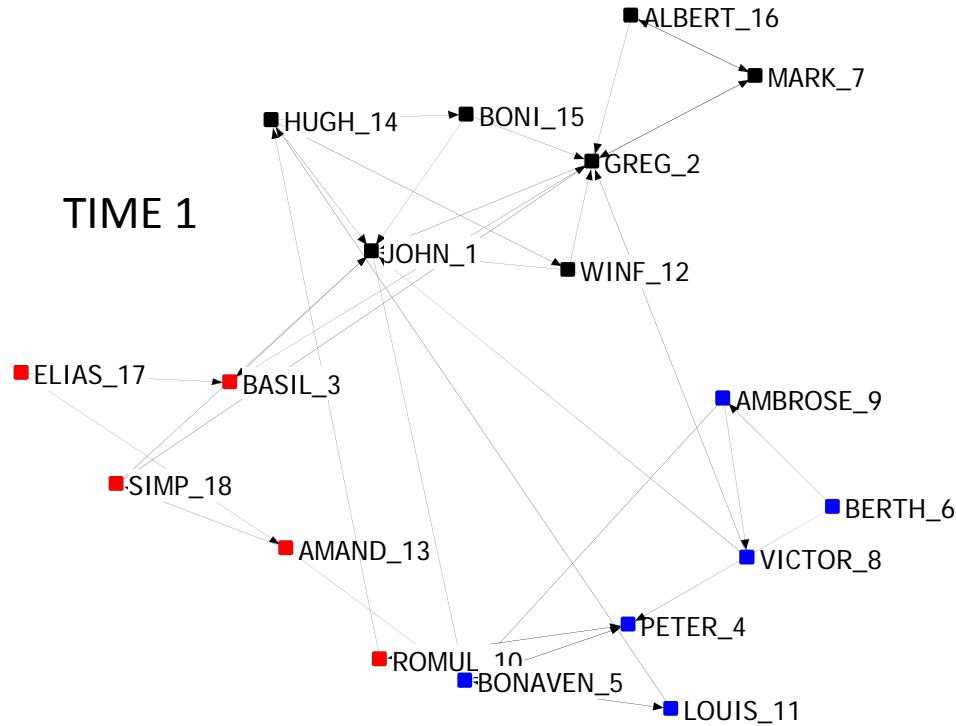 ALBERT_16
MARK_7
HUGH_14
BONI_15
GREG_2
TIME 1
JOHN_1
WINF_12
ELIAS_17
BASIL_3
AMBROSE_9
SIMP_18
BERTH_6
AMAND_13
VICTOR_8
PETER_4
ROMUL_10
BONAVEN_5
LOUIS_11